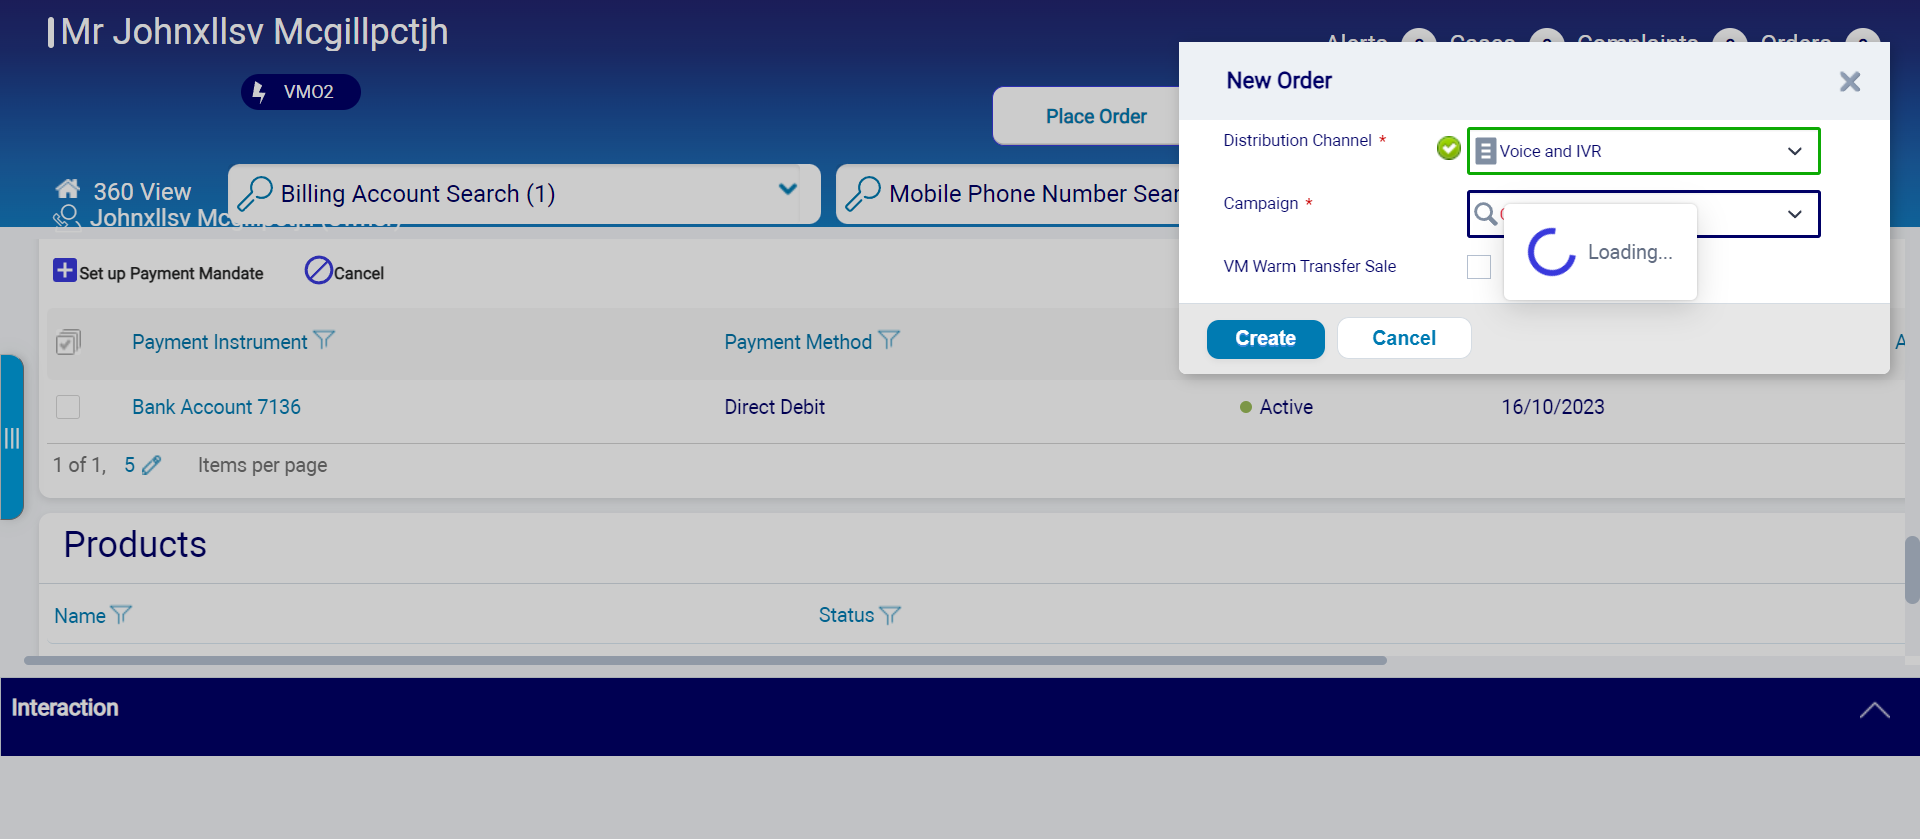 Mr Johnxllsv Mcgillpctjh
VMO2
Place Order
360 View
Billing Account Search (1)
Mobile Phone Number Sear
New Order
Distribution Channel *
Voice and IVR
Campaign *
Loading...
VM Warm Transfer Sale
Create
Cancel
Set up Payment Mandate
Cancel
Payment Instrument
Payment Method
A
Bank Account 7136
Direct Debit
Active
16/10/2023
1 of 1,
5
Items per page
Products
Name
Status
Interaction